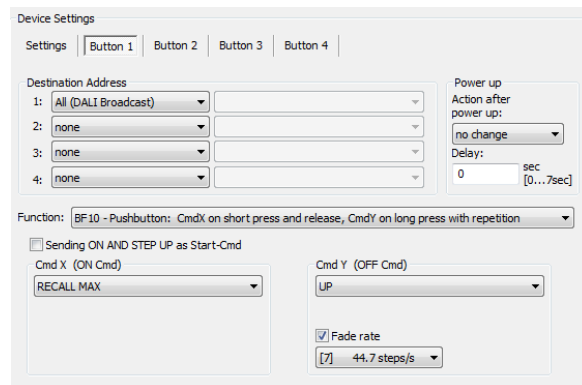 Device Settings
Settings Button 1 Button 2 Button 3 Button 4
Destination Address
1: All (DALI Broadcast)
2: none
3: none
4: none
Power up
Action after
power up:
no change
Delay:
0 sec
[0...7sec]
Function: BF10 - Pushbutton: CmdX on short press and release, CmdY on long press with repetition
Sending ON AND STEP UP as Start-Cmd
Cmd X (ON Cmd)
RECALL MAX
Cmd Y (OFF Cmd)
UP
Fade rate
[7] 44.7 steps/s